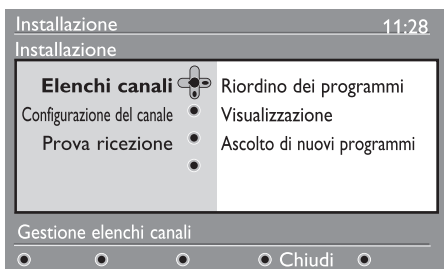 Installazione 11:28
Installazione
Elenchi canali Riordino dei programmi
Configurazione del canale Visualizzazione
Prova ricezione Ascolto di nuovi programmi
Gestione elenchi canali
Chiudi